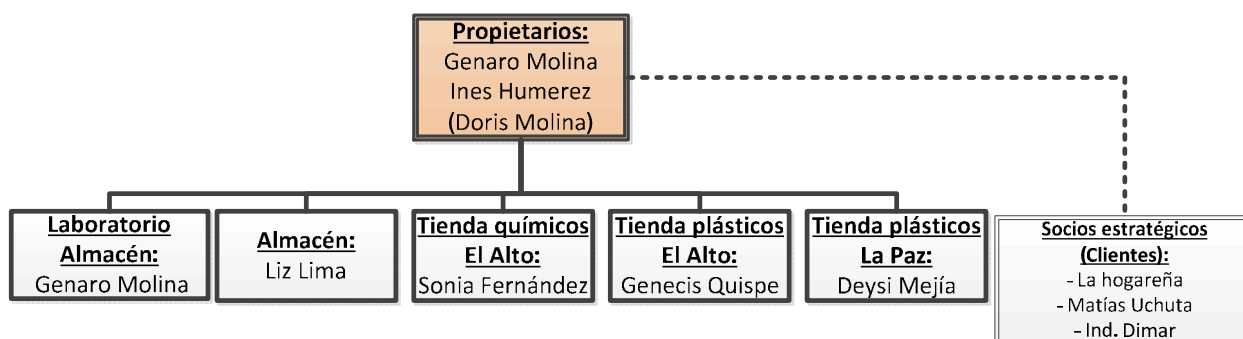 Propietarios:
Genaro Molina
Ines Humerez
(Doris Molina)
Laboratorio
Almacén:
Genaro Molina
Almacén:
Liz Lima
Tienda químicos
El Alto:
Sonia Fernández
Tienda plásticos
El Alto:
Genecis Quispe
Tienda plásticos
La Paz:
Deysi Mejía
Socios estratégicos
(Clientes):
- La hogareña
- Matías Uchuta
- Ind. Dimar